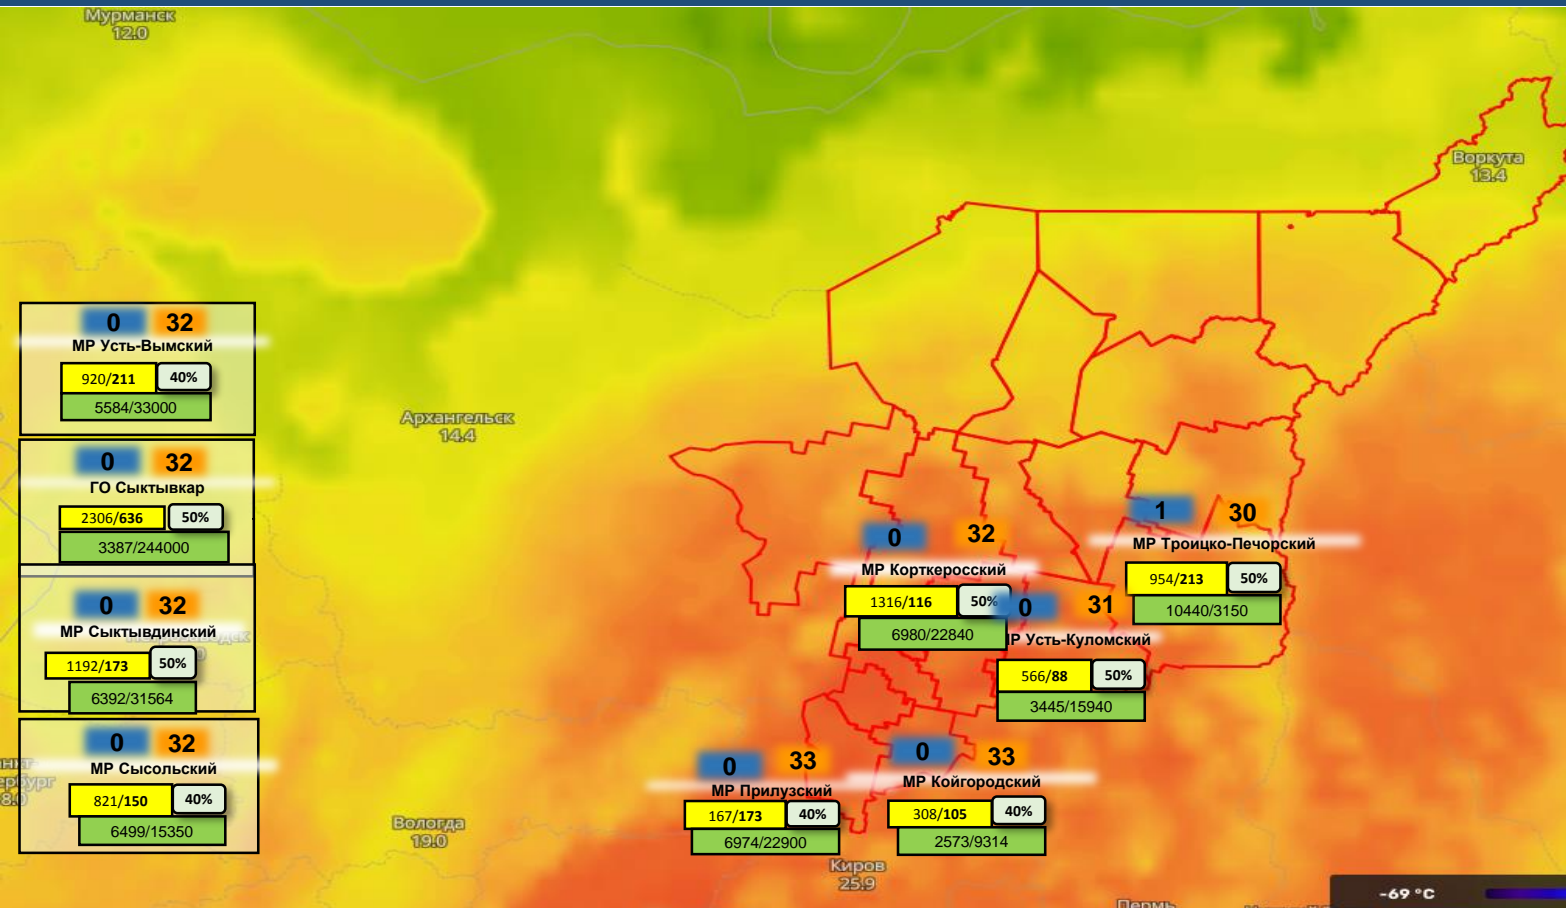 Мурманск
12.0
Воркута
13.4
Архангельск
14.4
0 32
МР Усть-Вымский
920/211 40%
5584/33000
0 32
ГО Сыктывкар
2306/636 50%
3387/244000
0 32
МР Сыктывдинский
1192/173 50%
6392/31564
0 32
МР Сысольский
821/150 40%
6499/15350
0 32
МР Корткеросский
1316/116 50%
6980/22840
1 30
МР Троицко-Печорский
954/213 50%
10440/3150
0 31
Р Усть-Куломский
566/88 50%
3445/15940
0 33
МР Прилузский
167/173 40%
6974/22900
0 33
МР Койгородский
308/105 40%
2573/9314
Вологда
19.0
Киров
25.9
Пермь
-69 °C